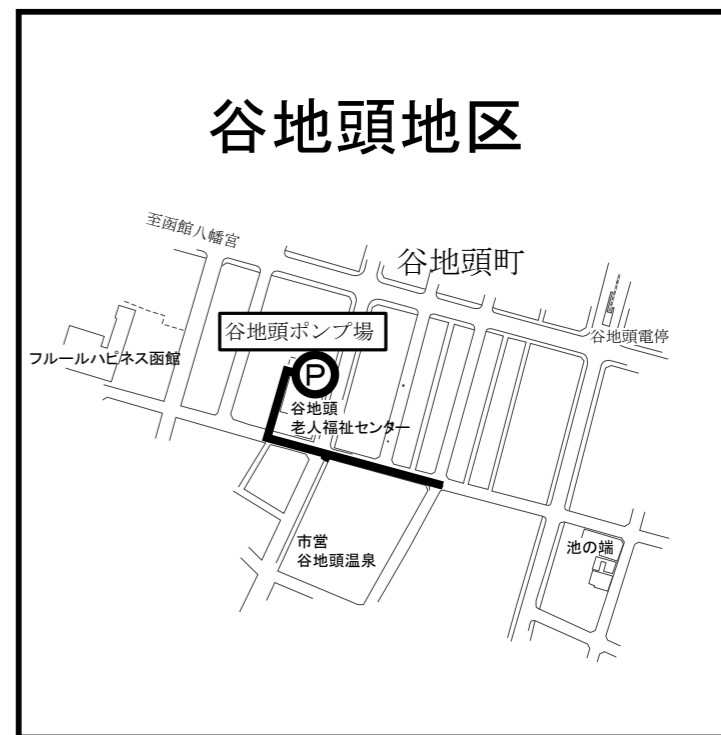 谷地頭地区
至函館八幡宮
谷地頭町
谷地頭ポンプ場
谷地頭電停
フルールハピネス函館
P
谷地頭
老人福祉センター
市営
谷地頭温泉
池の端